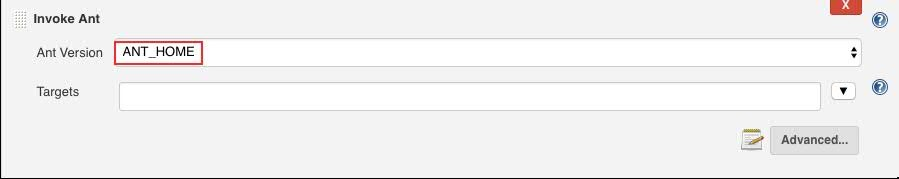 X
Invoke Ant
?
Ant Version ANT_HOME
Targets
?
Advanced...